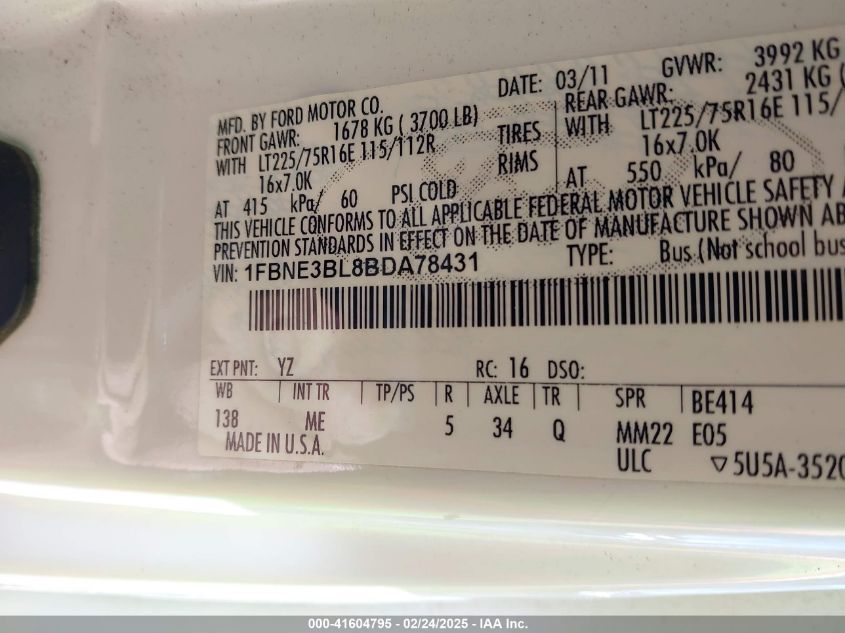 MFD. BY FORD MOTOR CO. DATE: 03/11 GVWR: 3992 KG
FRONT GAWR: 1678 KG ( 3700 LB) REAR GAWR: 2431 KG (
WITH LT225/75R16E 115/112R TIRES WITH LT225/75R16E 115/
16x7.0K RIMS 16x7.0K
AT 415 kPa/ 60 PSI COLD AT 550 kPa/ 80
THIS VEHICLE CONFORMS TO ALL APPLICABLE FEDERAL MOTOR VEHICLE SAFETY A
PREVENTION STANDARDS IN EFFECT ON THE DATE OF MANUFACTURE SHOWN AB
VIN: 1FBNE3BL8BDA78431 TYPE: Bus (Not school bus
EXT PNT: YZ RC: 16 DSO:
WB INT TR TP/PS R AXLE TR SPR BE414
138 ME 5 34 Q MM22 E05
MADE IN U.S.A. ULC ▽5U5A-3520
000-41604795 - 02/24/2025 - IAA Inc.